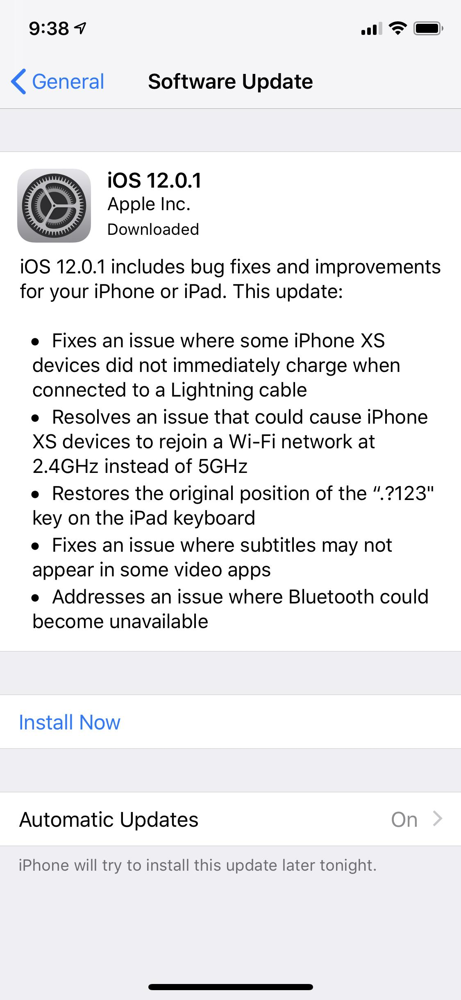 9:38
General
Software Update
iOS 12.0.1
Apple Inc.
Downloaded
iOS 12.0.1 includes bug fixes and improvements
for your iPhone or iPad. This update:
• Fixes an issue where some iPhone XS
devices did not immediately charge when
connected to a Lightning cable
• Resolves an issue that could cause iPhone
XS devices to rejoin a Wi-Fi network at
2.4GHz instead of 5GHz
• Restores the original position of the “.?123"
key on the iPad keyboard
• Fixes an issue where subtitles may not
appear in some video apps
• Addresses an issue where Bluetooth could
become unavailable
Install Now
Automatic Updates
On
iPhone will try to install this update later tonight.